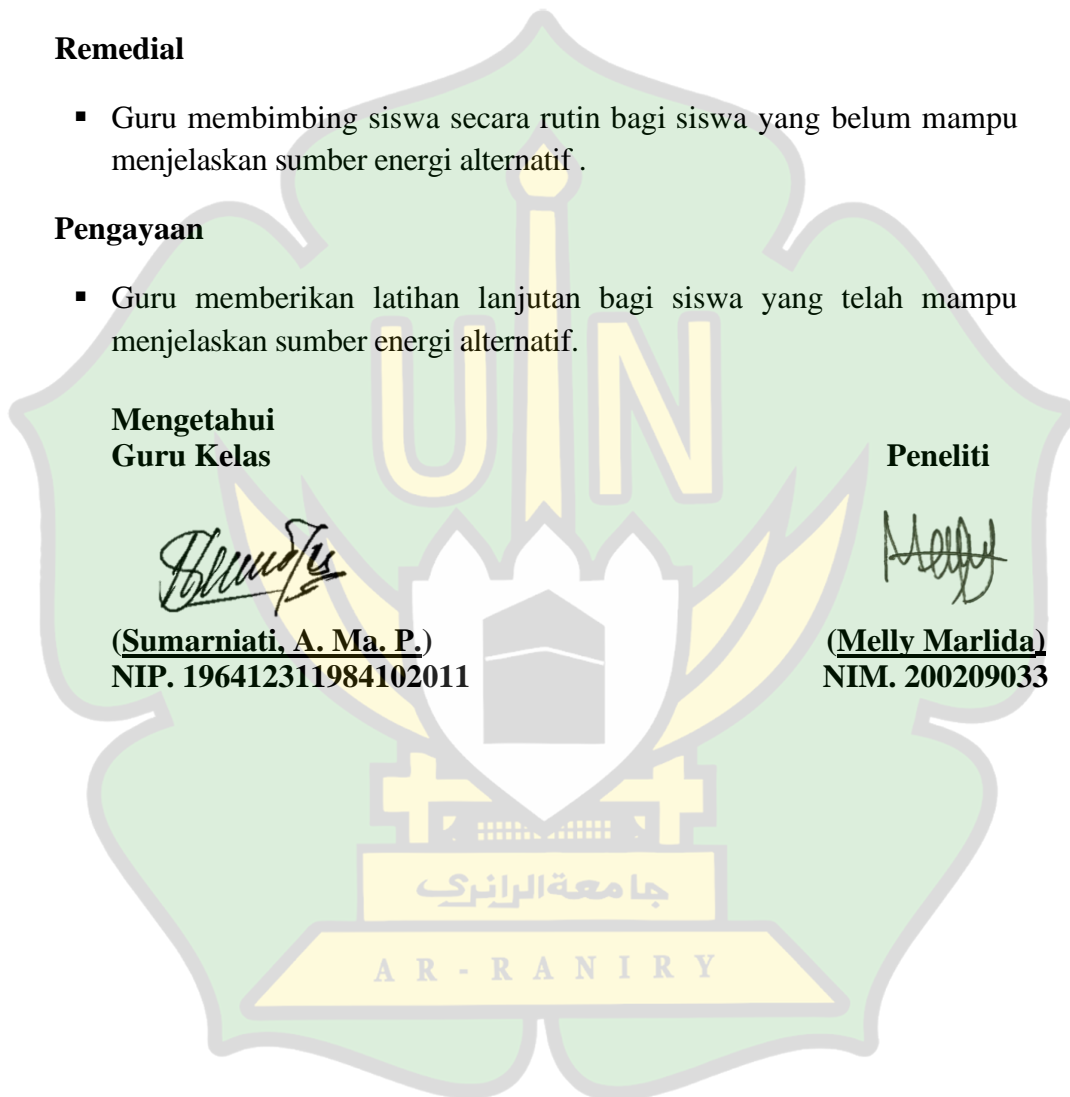 Remedial
▪ Guru membimbing siswa secara rutin bagi siswa yang belum mampu
menjelaskan sumber energi alternatif .
Pengayaan
▪ Guru memberikan latihan lanjutan bagi siswa yang telah mampu
menjelaskan sumber energi alternatif.
Mengetahui
Guru Kelas Peneliti
(Sumarniati, A. Ma. P.) (Melly Marlida)
NIP. 196412311984102011 NIM. 200209033
UIN
جامعة الرانري
AR - RANIRY